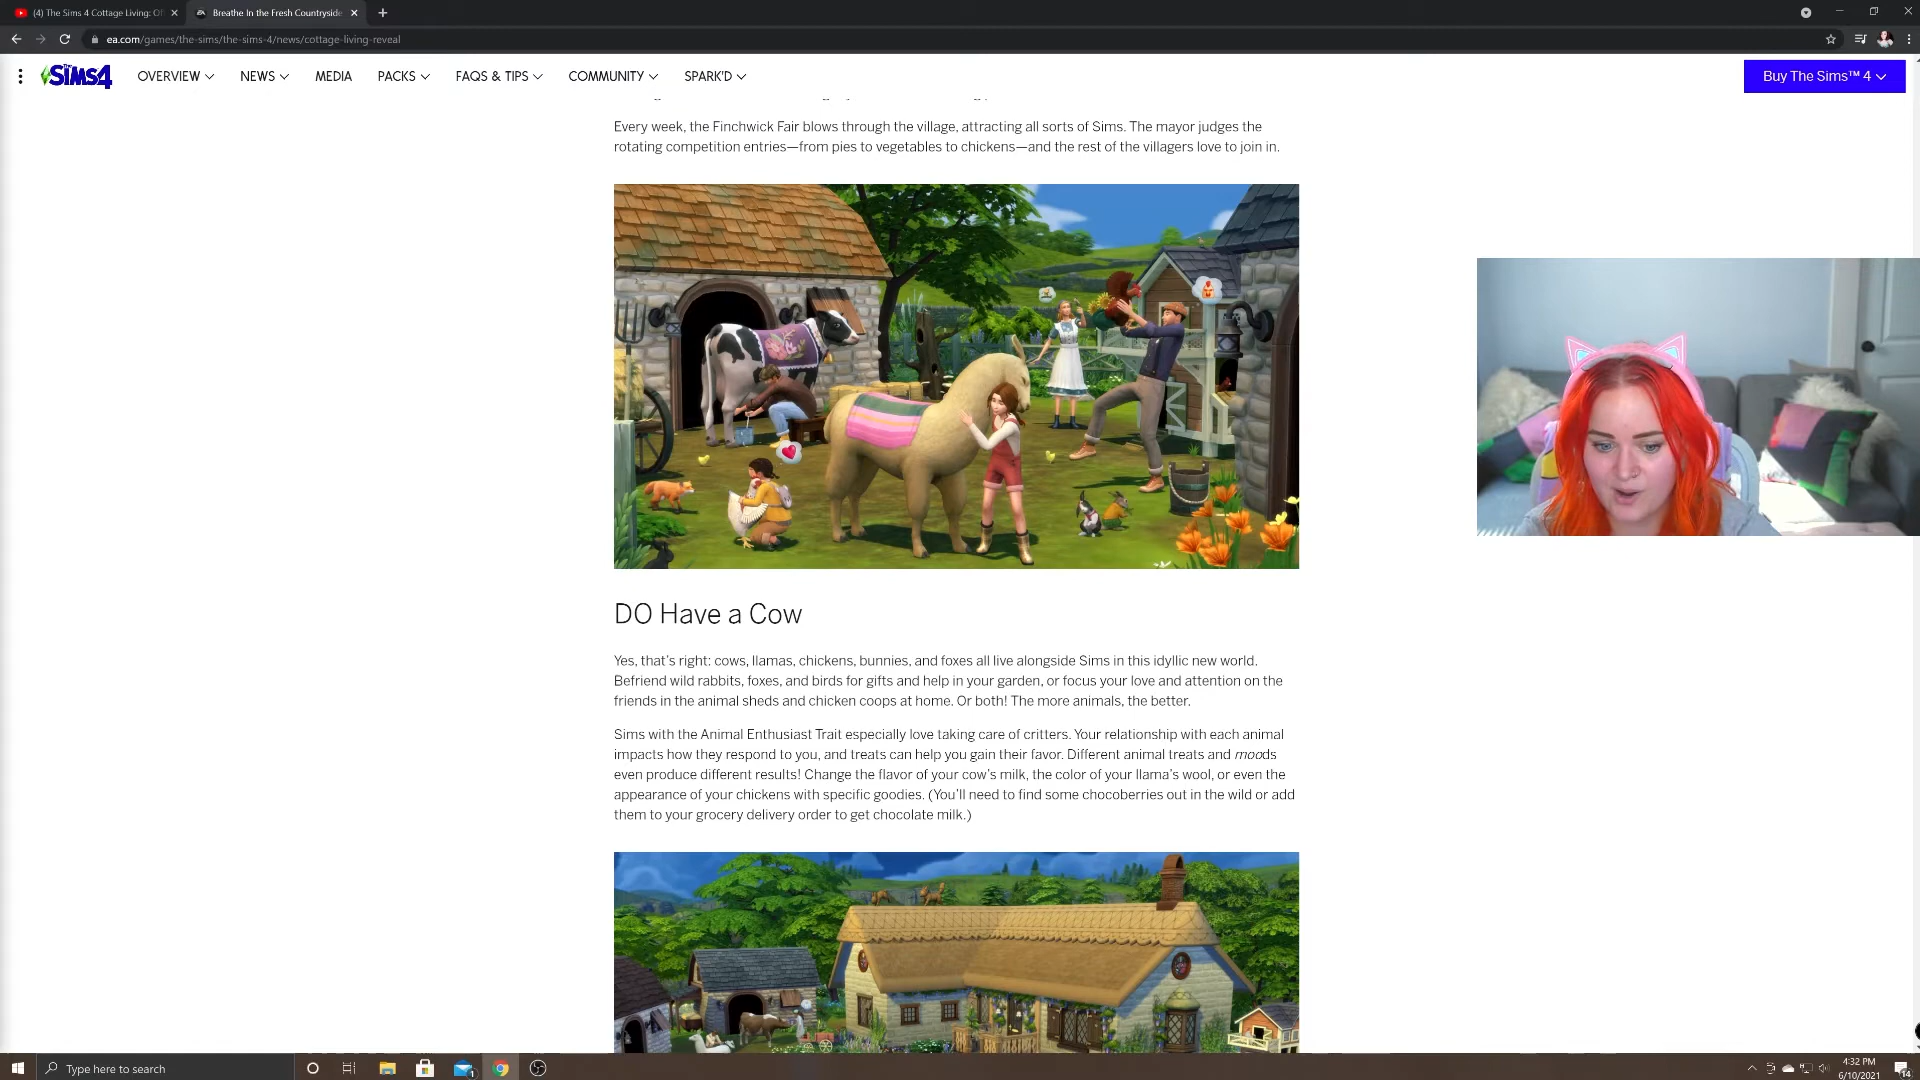 (4) The Sims 4 Cottage Living: Of
Breathe In the Fresh Countryside
ea.com/games/the-sims/the-sims-4/news/cottage-living-reveal
The SiMS4
OVERVIEW
NEWS
MEDIA
PACKS
FAQS & TIPS
COMMUNITY
SPARK'D
Buy The Sims™ 4
Every week, the Finchwick Fair blows through the village, attracting all sorts of Sims. The mayor judges the
rotating competition entries—from pies to vegetables to chickens—and the rest of the villagers love to join in.
DO Have a Cow
Yes, that's right: cows, llamas, chickens, bunnies, and foxes all live alongside Sims in this idyllic new world.
Befriend wild rabbits, foxes, and birds for gifts and help in your garden, or focus your love and attention on the
friends in the animal sheds and chicken coops at home. Or both! The more animals, the better.
Sims with the Animal Enthusiast Trait especially love taking care of critters. Your relationship with each animal
impacts how they respond to you, and treats can help you gain their favor. Different animal treats and moods
even produce different results! Change the flavor of your cow's milk, the color of your llama's wool, or even the
appearance of your chickens with specific goodies. (You'll need to find some chocoberries out in the wild or add
them to your grocery delivery order to get chocolate milk.)
Type here to search
1
4:32 PM
6/10/2021
14